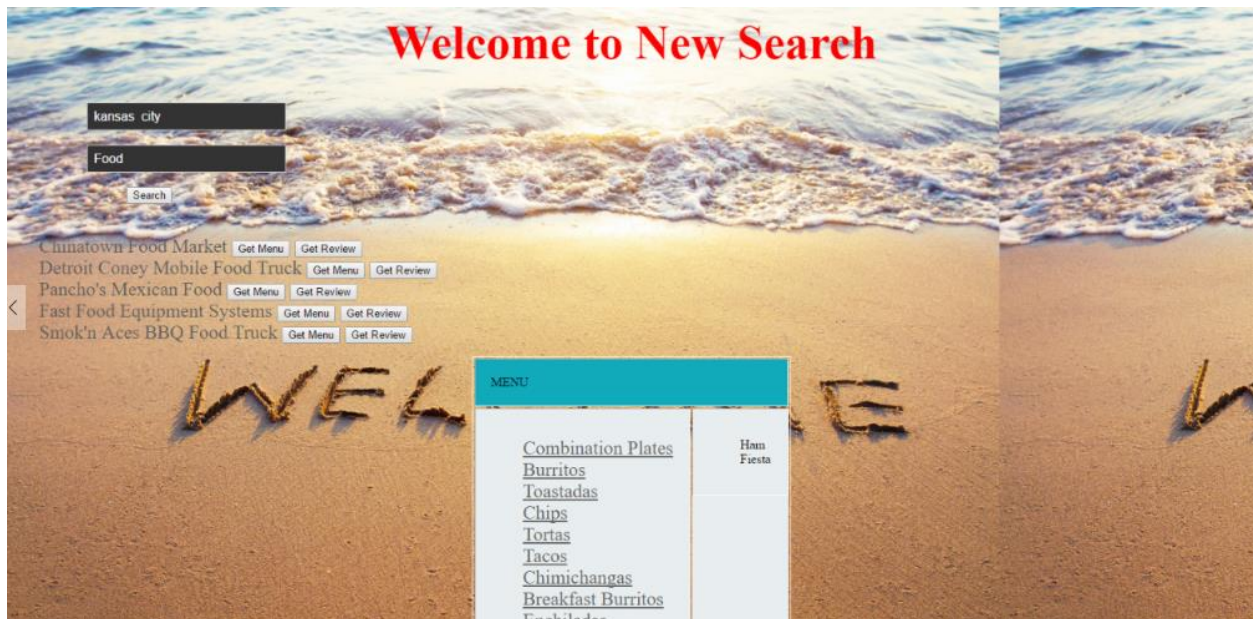 Welcome to New Search
kansas city
Food
Search
Chinatown Food Market Get Menu Get Review
Detroit Coney Mobile Food Truck Get Menu Get Review
Pancho's Mexican Food Get Menu Get Review
Fast Food Equipment Systems Get Menu Get Review
Smok'n Aces BBQ Food Truck Get Menu Get Review
MENU
Combination Plates
Burritos
Toastadas
Chips
Tortas
Tacos
Chimichangas
Breakfast Burritos
Ham
Fiesta